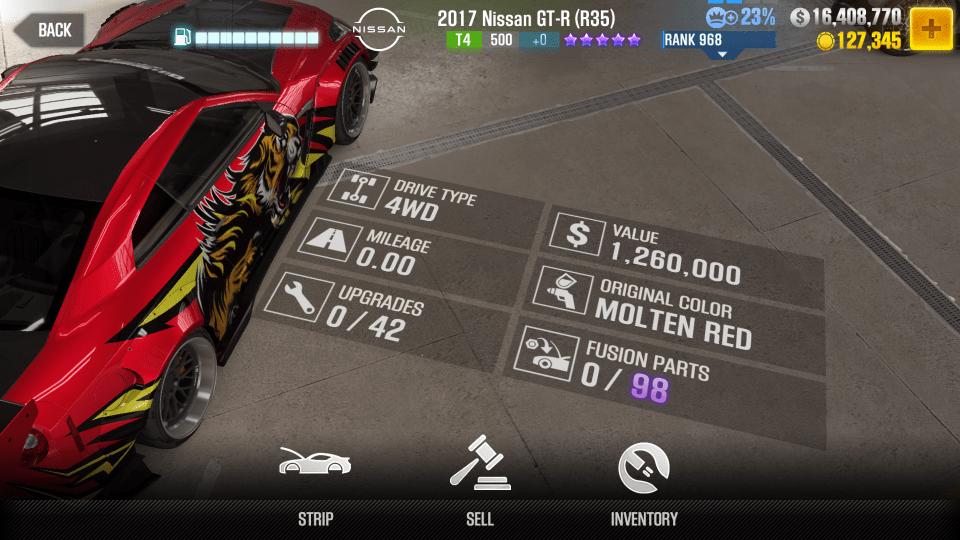 BACK
NISSAN
2017 Nissan GT-R (R35)
T4 500 +0
RANK 968
23%
$ 16,408,770
127,345
+
DRIVE TYPE
4WD
MILEAGE
0.00
UPGRADES
0 / 42
$
VALUE
1,260,000
ORIGINAL COLOR
MOLTEN RED
FUSION PARTS
0 / 98
STRIP
SELL
INVENTORY